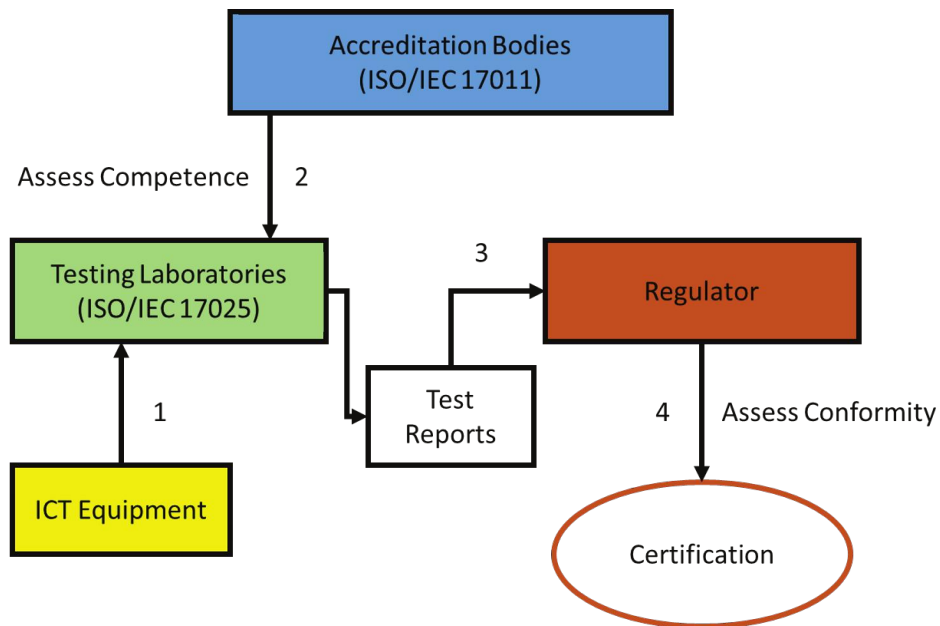 Accreditation Bodies
(ISO/IEC 17011)
Assess Competence
2
Testing Laboratories
(ISO/IEC 17025)
3
Regulator
1
Test
Reports
4
Assess Conformity
ICT Equipment
Certification